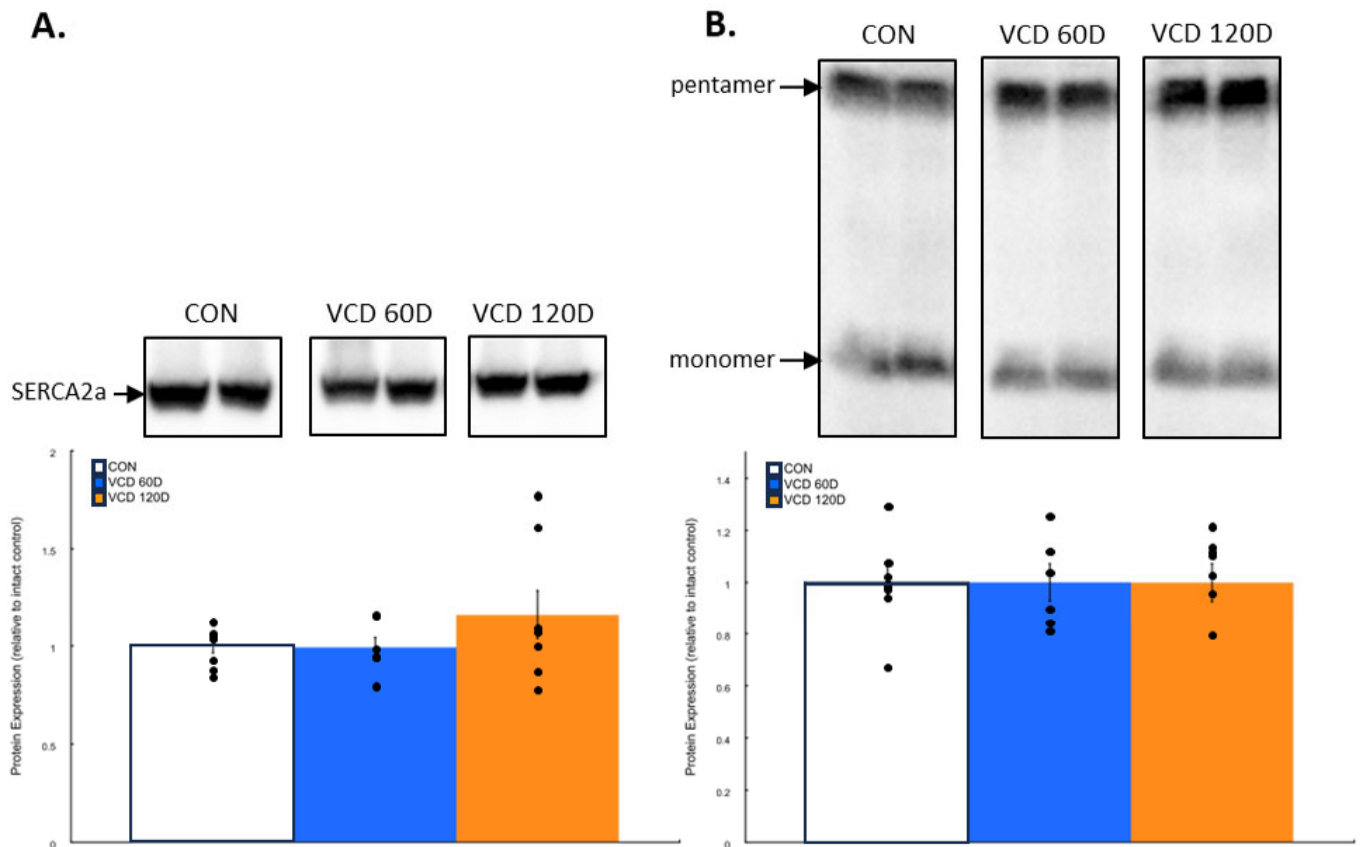 A.
CON
VCD 60D
VCD 120D
SERCA2a
Protein Expression (relative to intact control)
2
1.5
1
0.5
0
CON
VCD 60D
VCD 120D
B.
CON
VCD 60D
VCD 120D
pentamer
monomer
Protein Expression (relative to intact control)
1.4
1.2
1
0.8
0.6
0.4
0.2
0
CON
VCD 60D
VCD 120D